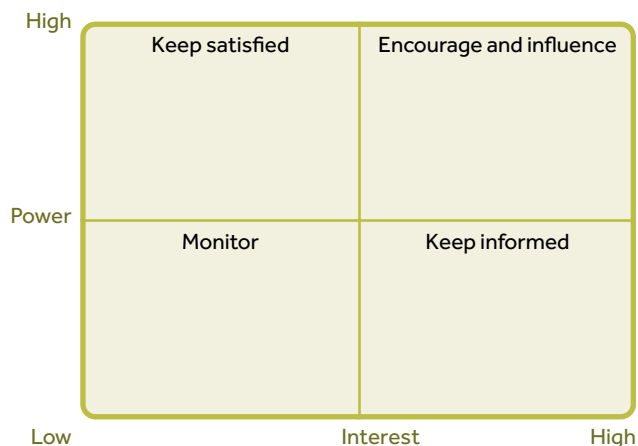 High
Keep satisfied
Encourage and influence
Power
Monitor
Keep informed
Low
Interest
High